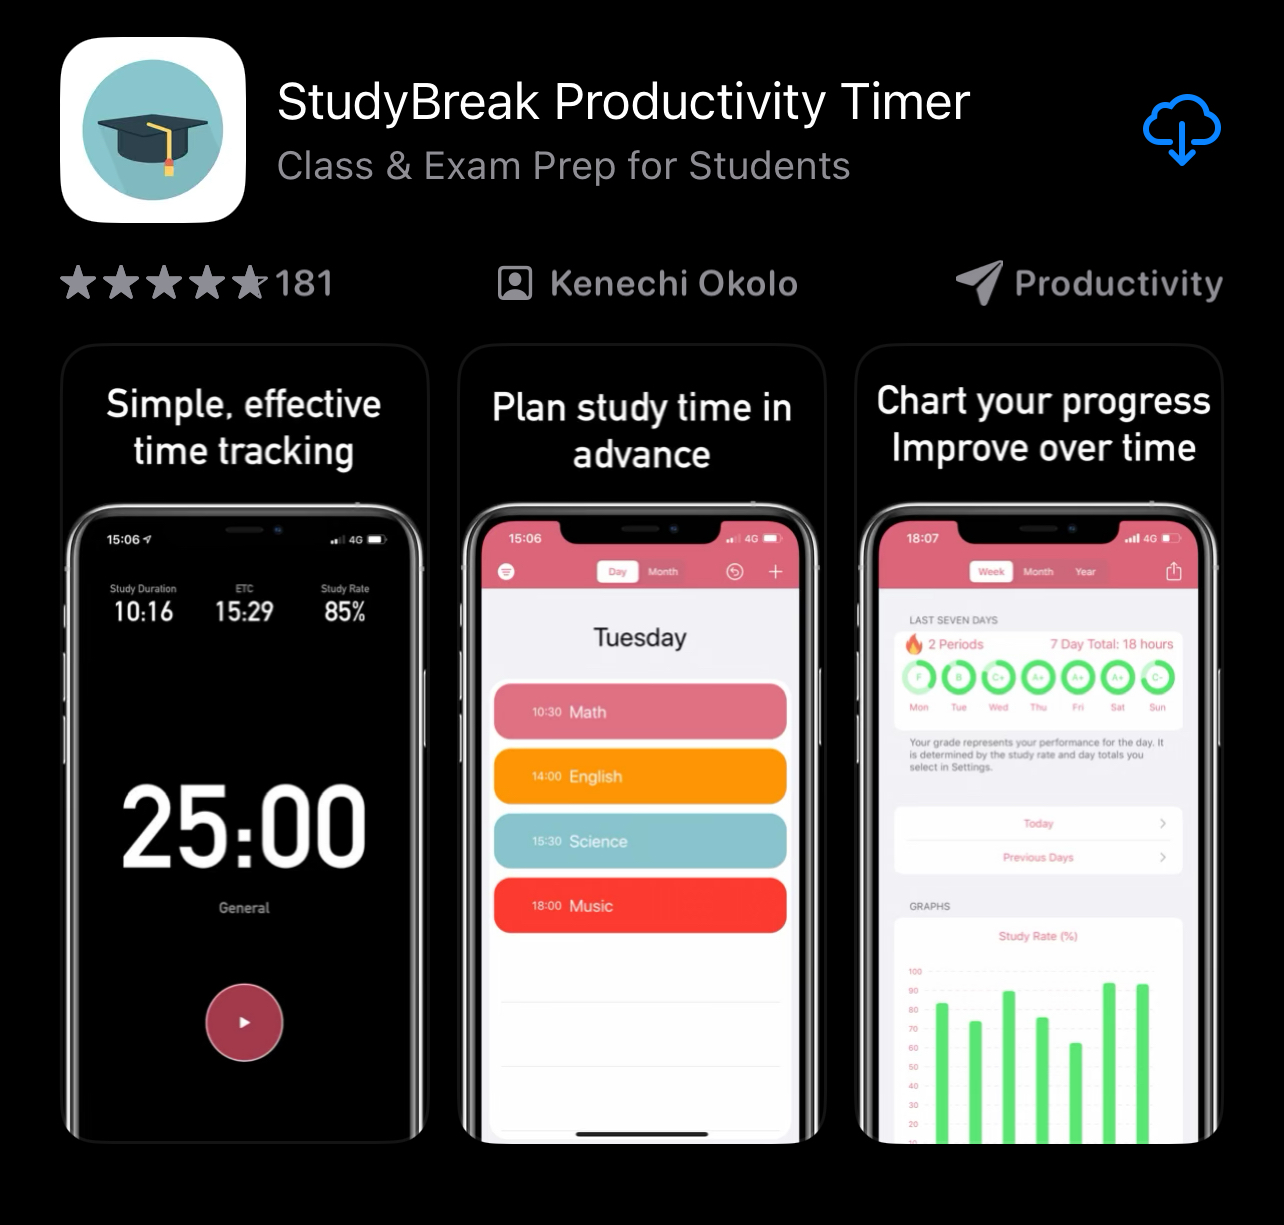 StudyBreak Productivity Timer
Class & Exam Prep for Students
181
Kenechi Okolo
Productivity
Simple, effective
time tracking
15:06
4G
Study Duration
ETC
Study Rate
10:16
15:29
85%
25:00
General
Plan study time in
advance
15:06
4G
Day
Month
Tuesday
10:30 Math
14:00 English
15:30 Science
18:00 Music
Chart your progress
Improve over time
18:07
4G
Week
Month
Year
LAST SEVEN DAYS
2 Periods
7 Day Total: 18 hours
F
B
C+
A+
A+
A+
C-
Mon
Tue
Wed
Thu
Fri
Sat
Sun
Your grade represents your performance for the day. It
is determined by the study rate and day totals you
select in Settings.
Today
Previous Days
GRAPHS
Study Rate (%)
100
90
80
70
60
50
40
30
20
10